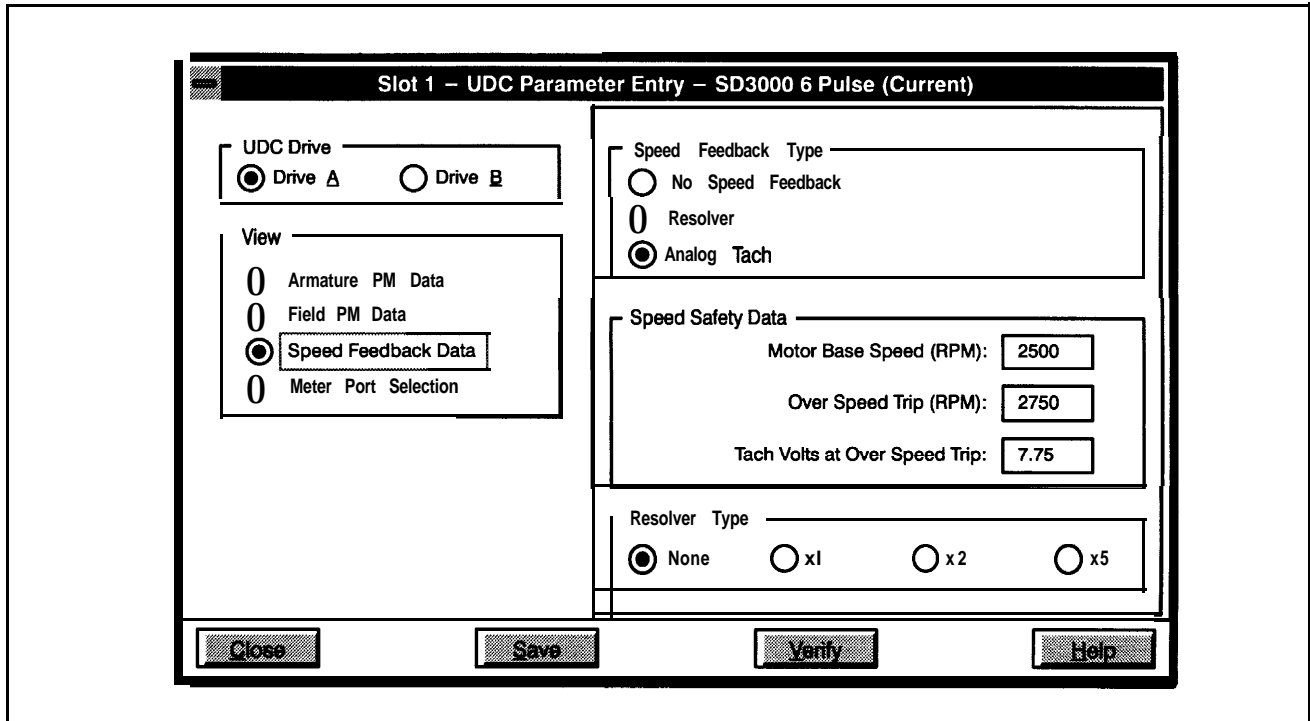 Slot 1 – UDC Parameter Entry – SD3000 6 Pulse (Current)
UDC Drive
Drive A Drive B
View
Armature PM Data
Field PM Data
Speed Feedback Data
Meter Port Selection
Speed Feedback Type
No Speed Feedback
Resolver
Analog Tach
Speed Safety Data
Motor Base Speed (RPM): 2500
Over Speed Trip (RPM): 2750
Tach Volts at Over Speed Trip: 7.75
Resolver Type
None xl x 2 x5
Close Save Verify Help